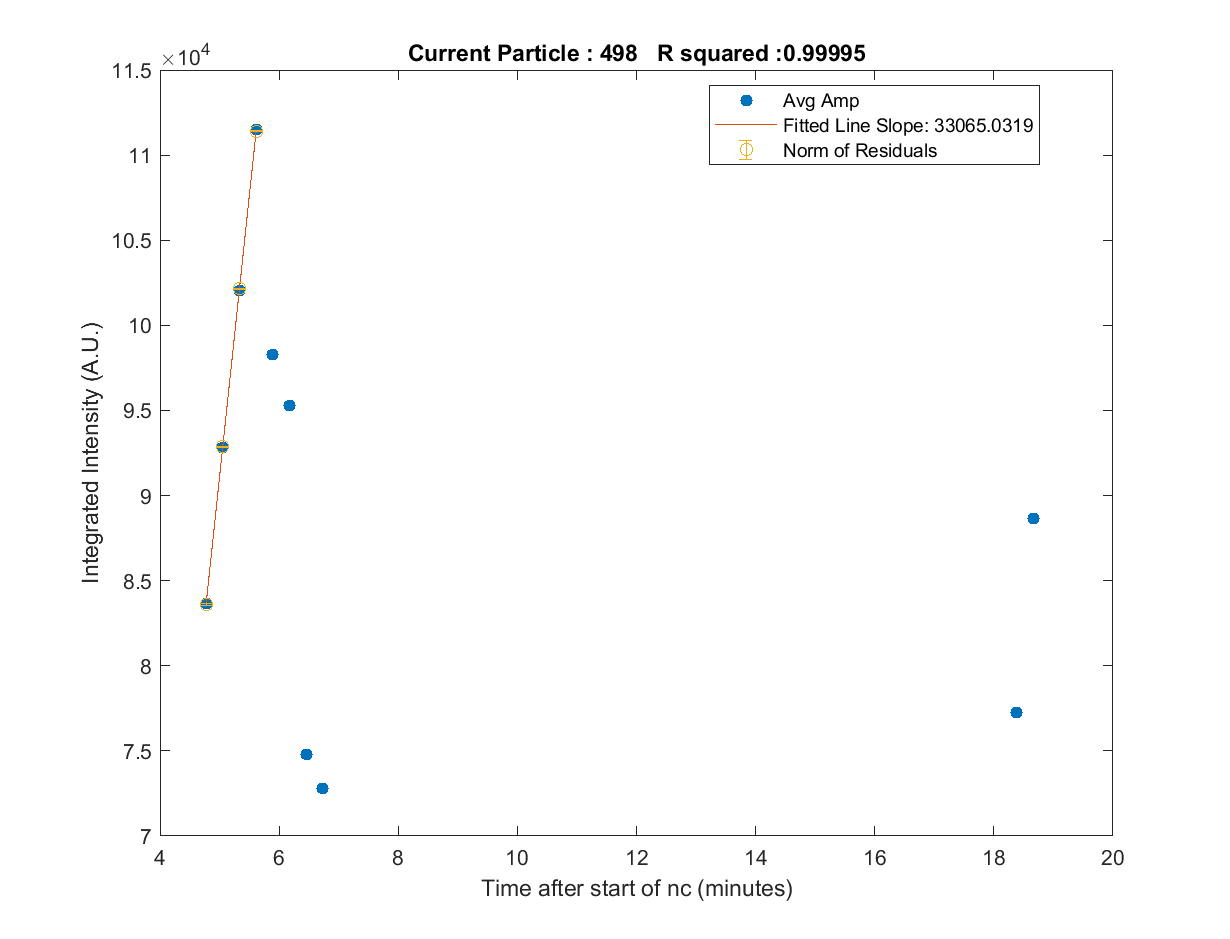 Current Particle : 498 R squared :0.99995
×10⁴
11.5
11
10.5
10
9.5
9
8.5
8
7.5
7
Integrated Intensity (A.U.)
Avg Amp
Fitted Line Slope: 33065.0319
Norm of Residuals
4 6 8 10 12 14 16 18 20
Time after start of nc (minutes)